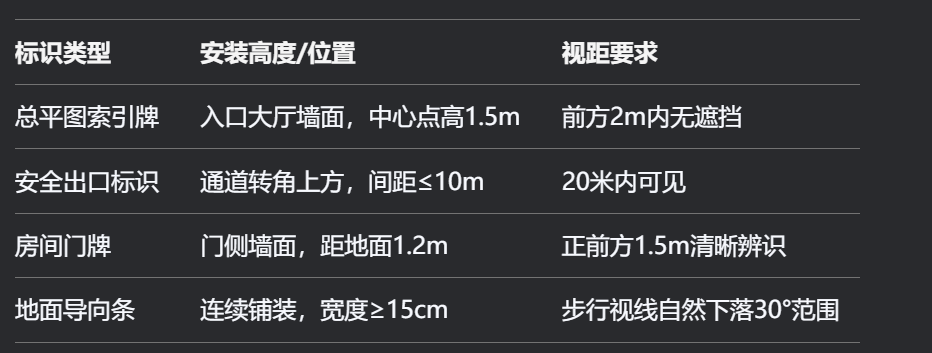 标识类型 安装高度/位置 视距要求
总平图索引牌 入口大厅墙面，中心点高1.5m 前方2m内无遮挡
安全出口标识 通道转角上方，间距≤10m 20米内可见
房间门牌 门侧墙面，距地面1.2m 正前方1.5m清晰辨识
地面导向条 连续铺装，宽度≥15cm 步行视线自然下落30°范围